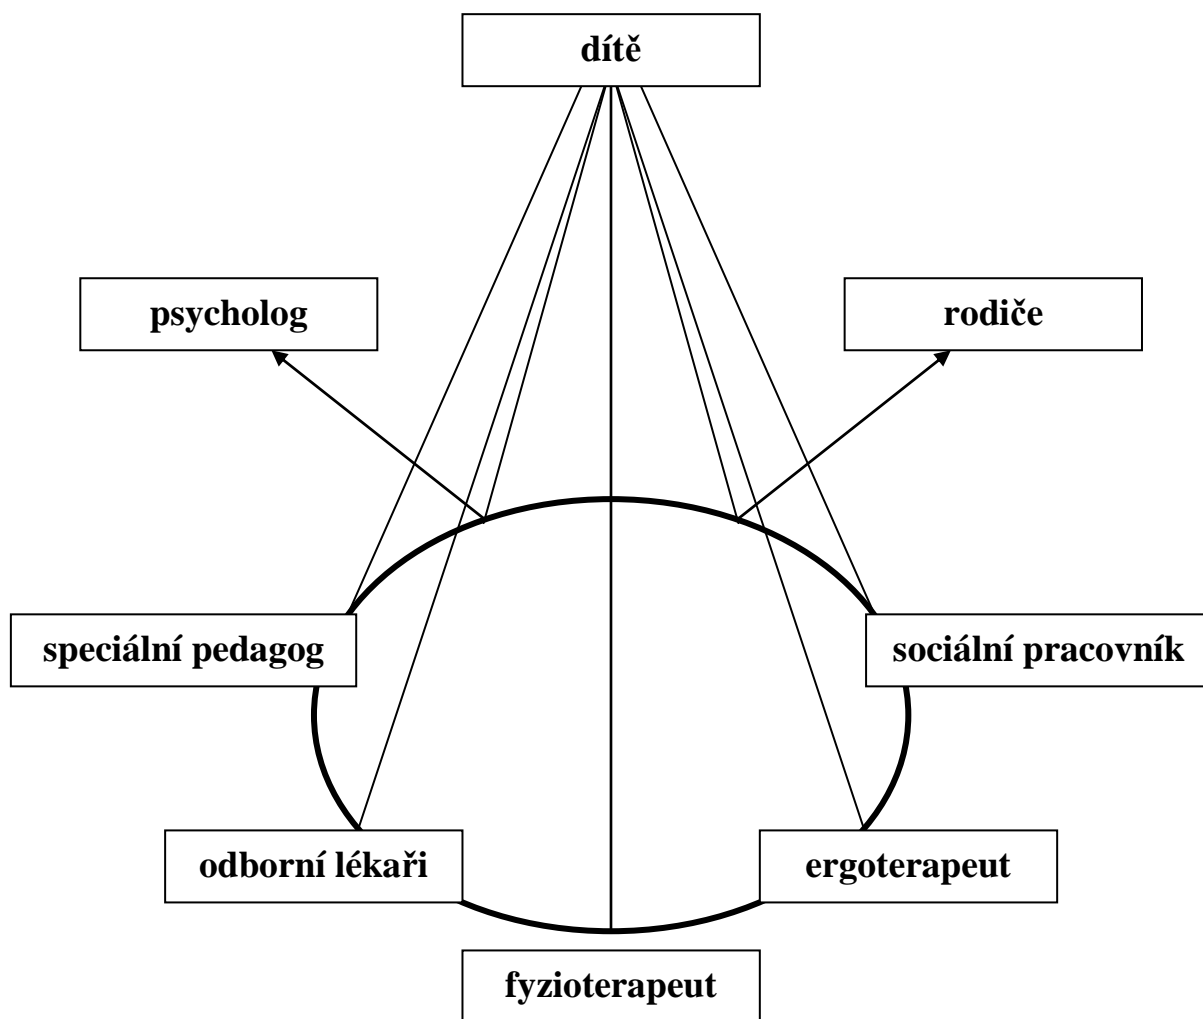 dítě
psycholog
rodiče
speciální pedagog
sociální pracovník
odborní lékaři
ergoterapeut
fyzioterapeut